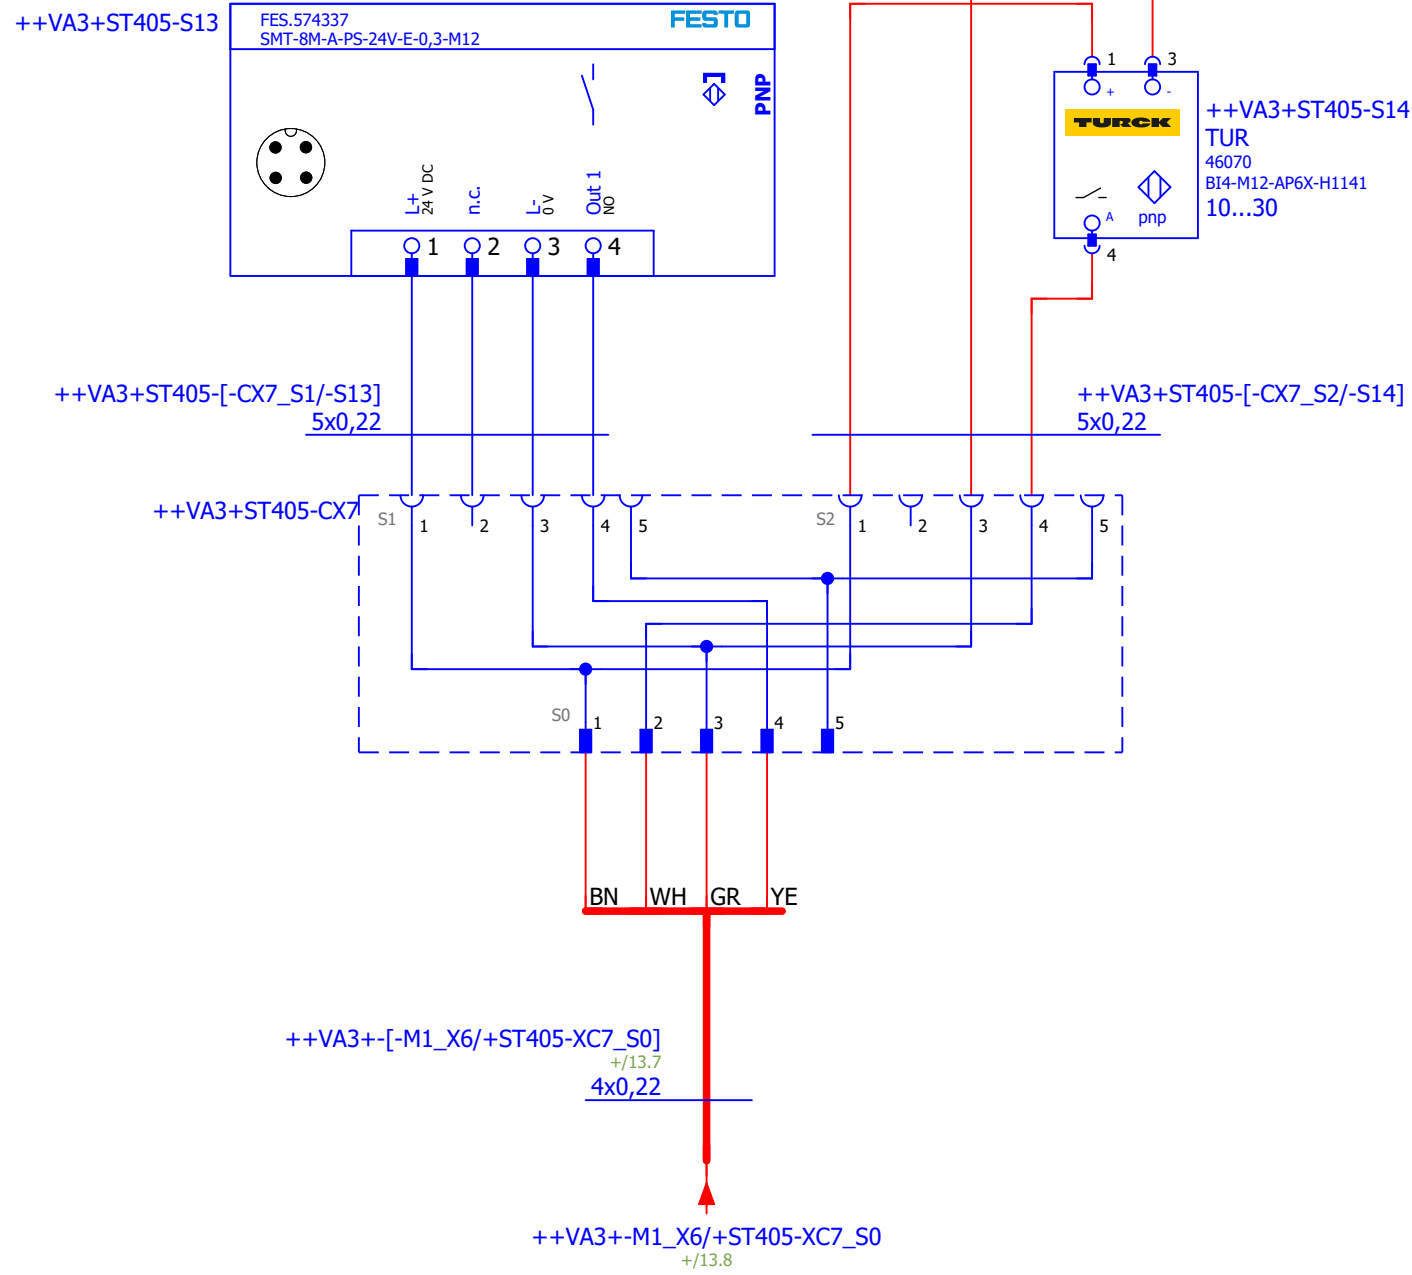 ++VA3+ST405-S13
FES.574337
SMT-8M-A-PS-24V-E-0,3-M12
FESTO
PNP
L+
24 V DC
n.c.
L-
0 V
Out 1
NO
1 2 3 4
1 3
+ -
TURCK
A
pnp
4
++VA3+ST405-S14
TUR
46070
BI4-M12-AP6X-H1141
10...30
++VA3+ST405-[-CX7_S1/-S13]
5x0,22
++VA3+ST405-[-CX7_S2/-S14]
5x0,22
++VA3+ST405-CX7
S1 1 2 3 4 5 S2 1 2 3 4 5
S0 1 2 3 4 5
BN WH GR YE
++VA3+-[-M1_X6/+ST405-XC7_S0]
+/13.7
4x0,22
++VA3+-M1_X6/+ST405-XC7_S0
+/13.8